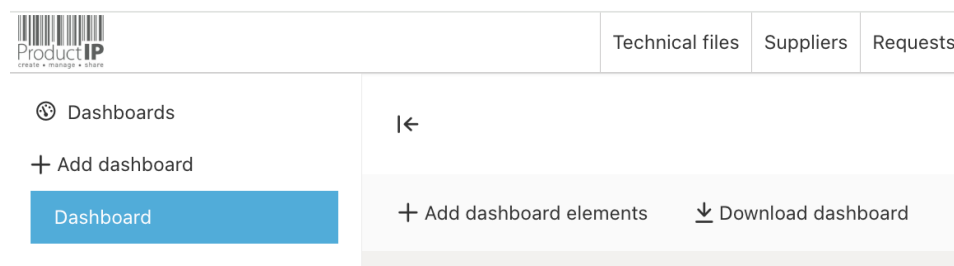 ProductIP
create • manage • share
Technical files
Suppliers
Requests
Dashboards
Add dashboard
Dashboard
Add dashboard elements
Download dashboard